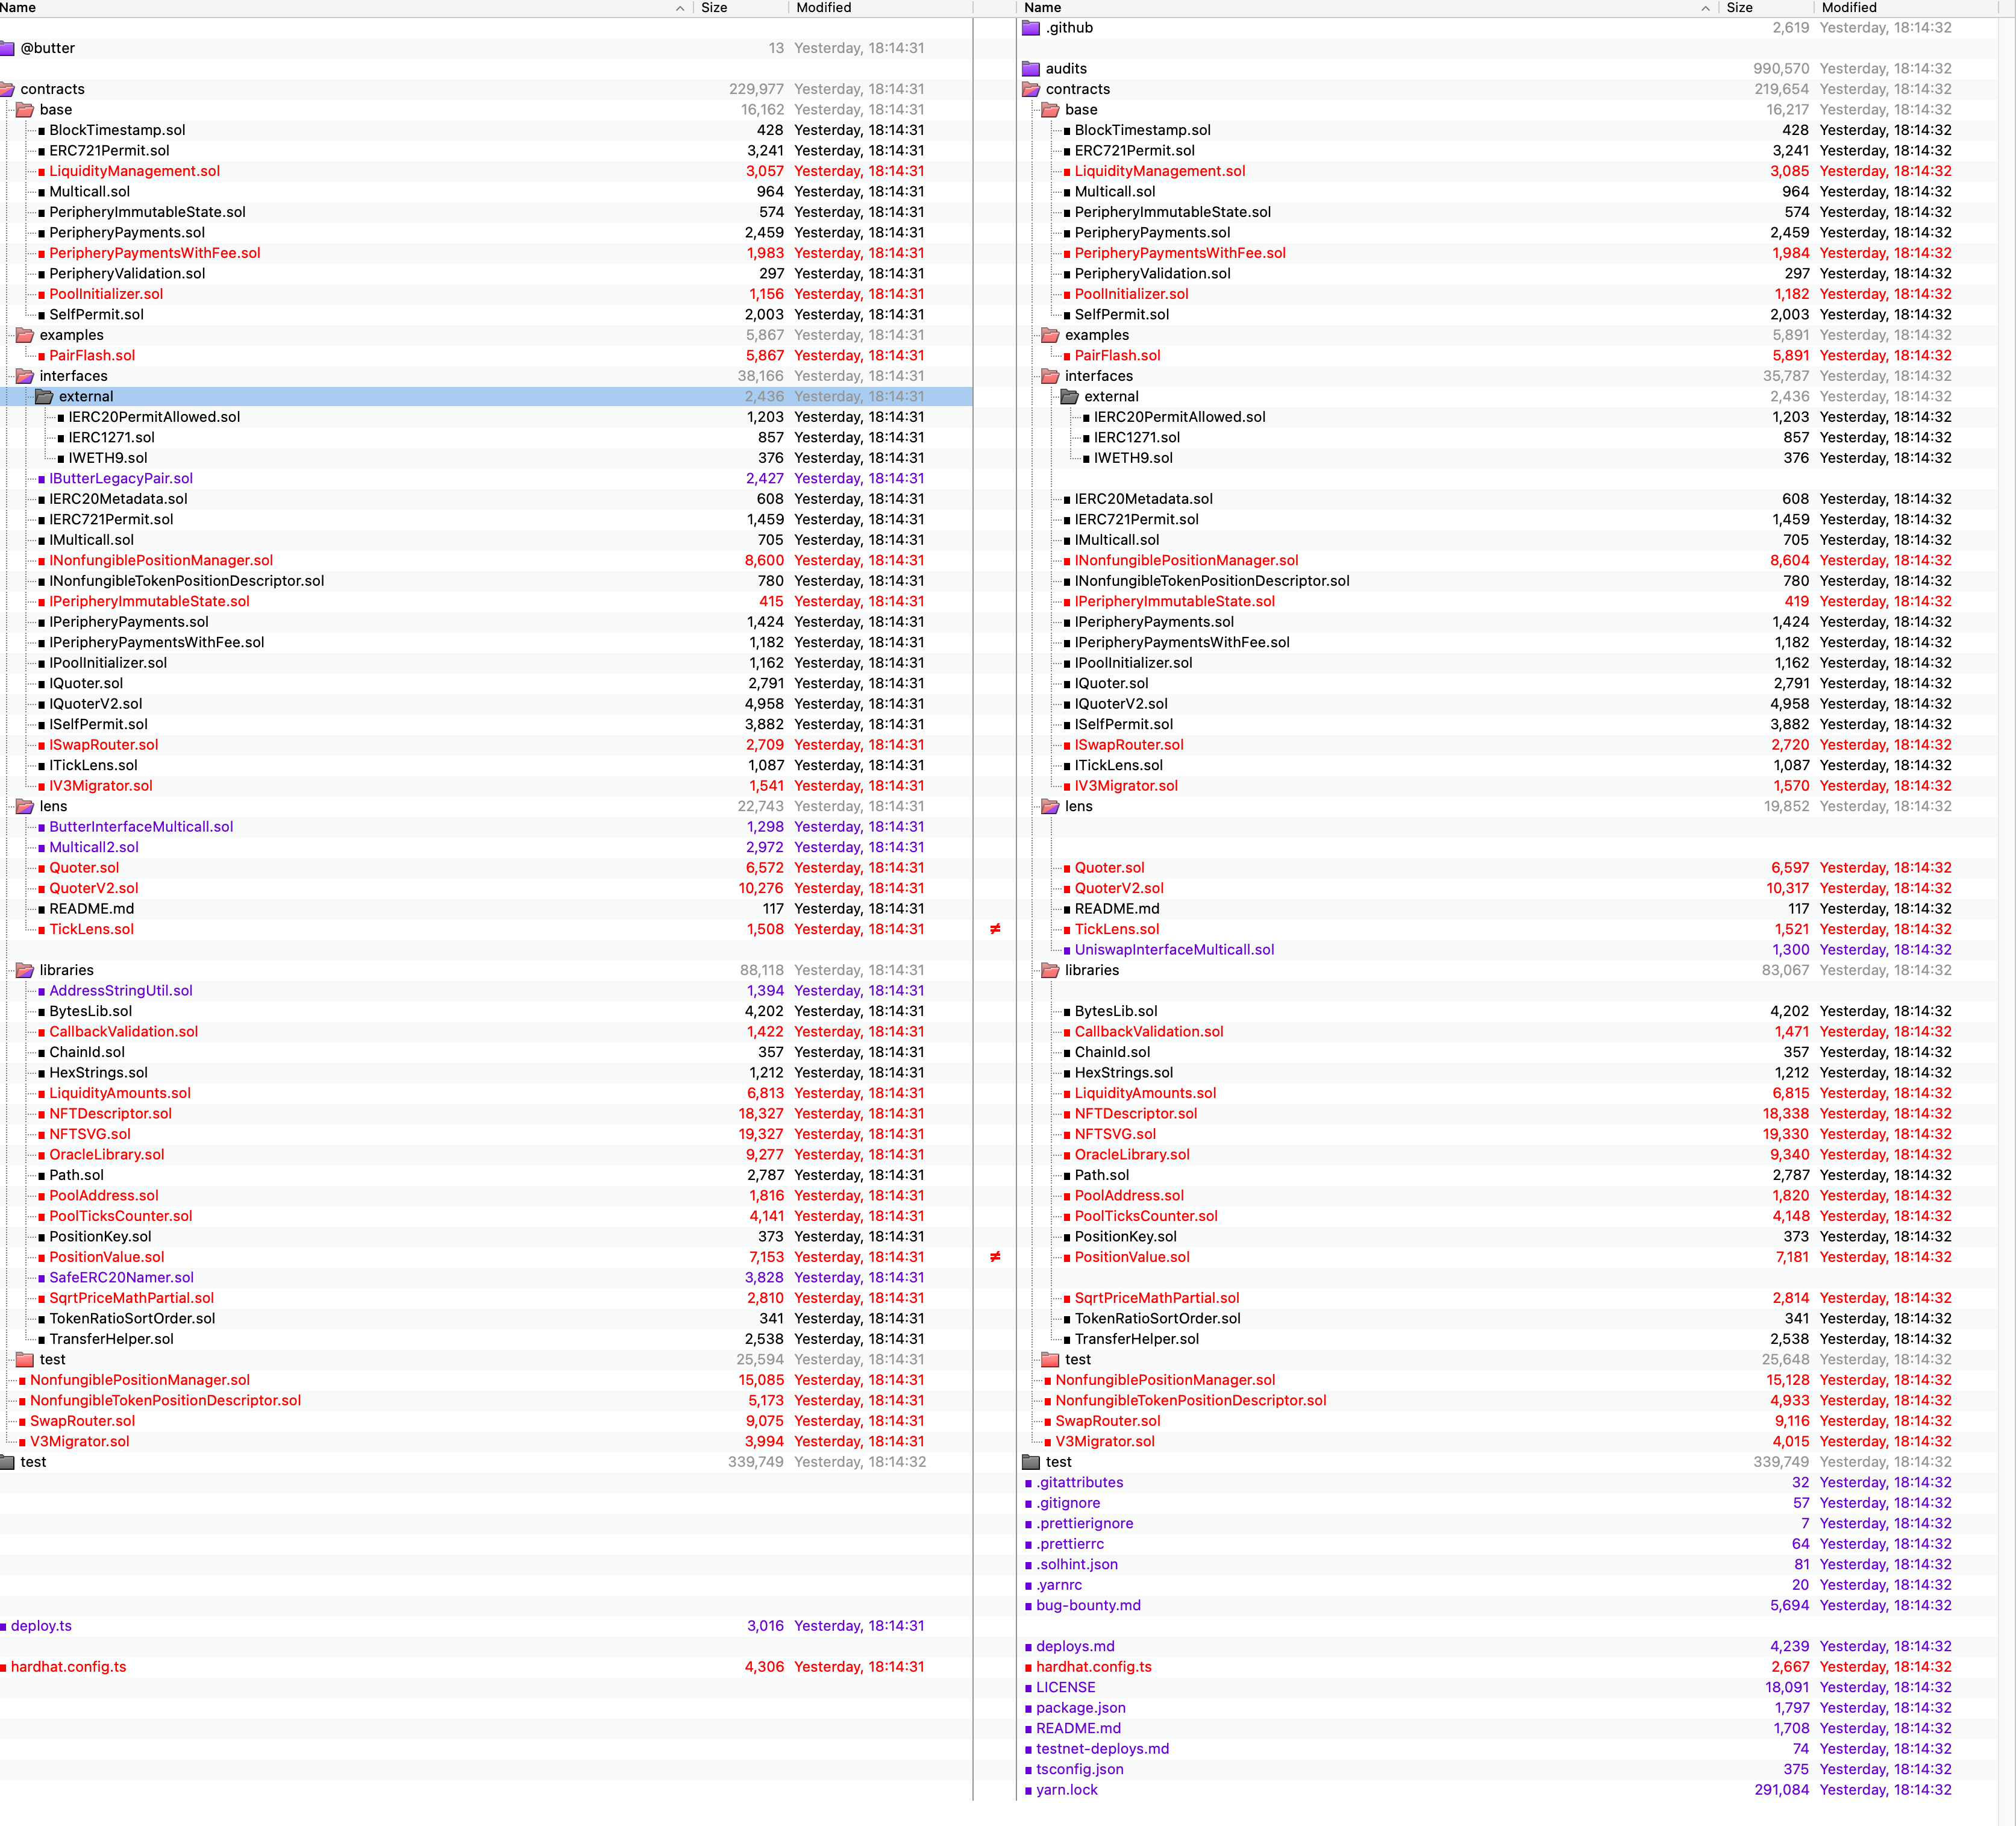 Name Size Modified Name Size Modified
.github 2,619 Yesterday, 18:14:32
@butter 13 Yesterday, 18:14:31
audits 990,570 Yesterday, 18:14:32
contracts 229,977 Yesterday, 18:14:31 contracts 219,654 Yesterday, 18:14:32
base 16,162 Yesterday, 18:14:31 base 16,217 Yesterday, 18:14:32
BlockTimestamp.sol 428 Yesterday, 18:14:31 BlockTimestamp.sol 428 Yesterday, 18:14:32
ERC721Permit.sol 3,241 Yesterday, 18:14:31 ERC721Permit.sol 3,241 Yesterday, 18:14:32
LiquidityManagement.sol 3,057 Yesterday, 18:14:31 LiquidityManagement.sol 3,085 Yesterday, 18:14:32
Multicall.sol 964 Yesterday, 18:14:31 Multicall.sol 964 Yesterday, 18:14:32
PeripheryImmutableState.sol 574 Yesterday, 18:14:31 PeripheryImmutableState.sol 574 Yesterday, 18:14:32
PeripheryPayments.sol 2,459 Yesterday, 18:14:31 PeripheryPayments.sol 2,459 Yesterday, 18:14:32
PeripheryPaymentsWithFee.sol 1,983 Yesterday, 18:14:31 PeripheryPaymentsWithFee.sol 1,984 Yesterday, 18:14:32
PeripheryValidation.sol 297 Yesterday, 18:14:31 PeripheryValidation.sol 297 Yesterday, 18:14:32
PoolInitializer.sol 1,156 Yesterday, 18:14:31 PoolInitializer.sol 1,182 Yesterday, 18:14:32
SelfPermit.sol 2,003 Yesterday, 18:14:31 SelfPermit.sol 2,003 Yesterday, 18:14:32
examples 5,867 Yesterday, 18:14:31 examples 5,891 Yesterday, 18:14:32
PairFlash.sol 5,867 Yesterday, 18:14:31 PairFlash.sol 5,891 Yesterday, 18:14:32
interfaces 38,166 Yesterday, 18:14:31 interfaces 35,787 Yesterday, 18:14:32
external 2,436 Yesterday, 18:14:31 external 2,436 Yesterday, 18:14:32
IERC20PermitAllowed.sol 1,203 Yesterday, 18:14:31 IERC20PermitAllowed.sol 1,203 Yesterday, 18:14:32
IERC1271.sol 857 Yesterday, 18:14:31 IERC1271.sol 857 Yesterday, 18:14:32
IWETH9.sol 376 Yesterday, 18:14:31 IWETH9.sol 376 Yesterday, 18:14:32
IButterLegacyPair.sol 2,427 Yesterday, 18:14:31
IERC20Metadata.sol 608 Yesterday, 18:14:31 IERC20Metadata.sol 608 Yesterday, 18:14:32
IERC721Permit.sol 1,459 Yesterday, 18:14:31 IERC721Permit.sol 1,459 Yesterday, 18:14:32
IMulticall.sol 705 Yesterday, 18:14:31 IMulticall.sol 705 Yesterday, 18:14:32
INonfungiblePositionManager.sol 8,600 Yesterday, 18:14:31 INonfungiblePositionManager.sol 8,604 Yesterday, 18:14:32
INonfungibleTokenPositionDescriptor.sol 780 Yesterday, 18:14:31 INonfungibleTokenPositionDescriptor.sol 780 Yesterday, 18:14:32
IPeripheryImmutableState.sol 415 Yesterday, 18:14:31 IPeripheryImmutableState.sol 419 Yesterday, 18:14:32
IPeripheryPayments.sol 1,424 Yesterday, 18:14:31 IPeripheryPayments.sol 1,424 Yesterday, 18:14:32
IPeripheryPaymentsWithFee.sol 1,182 Yesterday, 18:14:31 IPeripheryPaymentsWithFee.sol 1,182 Yesterday, 18:14:32
IPoolInitializer.sol 1,162 Yesterday, 18:14:31 IPoolInitializer.sol 1,162 Yesterday, 18:14:32
IQuoter.sol 2,791 Yesterday, 18:14:31 IQuoter.sol 2,791 Yesterday, 18:14:32
IQuoterV2.sol 4,958 Yesterday, 18:14:31 IQuoterV2.sol 4,958 Yesterday, 18:14:32
ISelfPermit.sol 3,882 Yesterday, 18:14:31 ISelfPermit.sol 3,882 Yesterday, 18:14:32
ISwapRouter.sol 2,709 Yesterday, 18:14:31 ISwapRouter.sol 2,720 Yesterday, 18:14:32
ITickLens.sol 1,087 Yesterday, 18:14:31 ITickLens.sol 1,087 Yesterday, 18:14:32
IV3Migrator.sol 1,541 Yesterday, 18:14:31 IV3Migrator.sol 1,570 Yesterday, 18:14:32
lens 22,743 Yesterday, 18:14:31 lens 19,852 Yesterday, 18:14:32
ButterInterfaceMulticall.sol 1,298 Yesterday, 18:14:31
Multicall2.sol 2,972 Yesterday, 18:14:31
Quoter.sol 6,572 Yesterday, 18:14:31 Quoter.sol 6,597 Yesterday, 18:14:32
QuoterV2.sol 10,276 Yesterday, 18:14:31 QuoterV2.sol 10,317 Yesterday, 18:14:32
README.md 117 Yesterday, 18:14:31 README.md 117 Yesterday, 18:14:32
TickLens.sol 1,508 Yesterday, 18:14:31 ≠ TickLens.sol 1,521 Yesterday, 18:14:32
UniswapInterfaceMulticall.sol 1,300 Yesterday, 18:14:32
libraries 88,118 Yesterday, 18:14:31 libraries 83,067 Yesterday, 18:14:32
AddressStringUtil.sol 1,394 Yesterday, 18:14:31
BytesLib.sol 4,202 Yesterday, 18:14:31 BytesLib.sol 4,202 Yesterday, 18:14:32
CallbackValidation.sol 1,422 Yesterday, 18:14:31 CallbackValidation.sol 1,471 Yesterday, 18:14:32
ChainId.sol 357 Yesterday, 18:14:31 ChainId.sol 357 Yesterday, 18:14:32
HexStrings.sol 1,212 Yesterday, 18:14:31 HexStrings.sol 1,212 Yesterday, 18:14:32
LiquidityAmounts.sol 6,813 Yesterday, 18:14:31 LiquidityAmounts.sol 6,815 Yesterday, 18:14:32
NFTDescriptor.sol 18,327 Yesterday, 18:14:31 NFTDescriptor.sol 18,338 Yesterday, 18:14:32
NFTSVG.sol 19,327 Yesterday, 18:14:31 NFTSVG.sol 19,330 Yesterday, 18:14:32
OracleLibrary.sol 9,277 Yesterday, 18:14:31 OracleLibrary.sol 9,340 Yesterday, 18:14:32
Path.sol 2,787 Yesterday, 18:14:31 Path.sol 2,787 Yesterday, 18:14:32
PoolAddress.sol 1,816 Yesterday, 18:14:31 PoolAddress.sol 1,820 Yesterday, 18:14:32
PoolTicksCounter.sol 4,141 Yesterday, 18:14:31 PoolTicksCounter.sol 4,148 Yesterday, 18:14:32
PositionKey.sol 373 Yesterday, 18:14:31 PositionKey.sol 373 Yesterday, 18:14:32
PositionValue.sol 7,153 Yesterday, 18:14:31 ≠ PositionValue.sol 7,181 Yesterday, 18:14:32
SafeERC20Namer.sol 3,828 Yesterday, 18:14:31
SqrtPriceMathPartial.sol 2,810 Yesterday, 18:14:31 SqrtPriceMathPartial.sol 2,814 Yesterday, 18:14:32
TokenRatioSortOrder.sol 341 Yesterday, 18:14:31 TokenRatioSortOrder.sol 341 Yesterday, 18:14:32
TransferHelper.sol 2,538 Yesterday, 18:14:31 TransferHelper.sol 2,538 Yesterday, 18:14:32
test 25,594 Yesterday, 18:14:31 test 25,648 Yesterday, 18:14:32
NonfungiblePositionManager.sol 15,085 Yesterday, 18:14:31 NonfungiblePositionManager.sol 15,128 Yesterday, 18:14:32
NonfungibleTokenPositionDescriptor.sol 5,173 Yesterday, 18:14:31 NonfungibleTokenPositionDescriptor.sol 4,933 Yesterday, 18:14:32
SwapRouter.sol 9,075 Yesterday, 18:14:31 SwapRouter.sol 9,116 Yesterday, 18:14:32
V3Migrator.sol 3,994 Yesterday, 18:14:31 V3Migrator.sol 4,015 Yesterday, 18:14:32
test 339,749 Yesterday, 18:14:32 test 339,749 Yesterday, 18:14:32
.gitattributes 32 Yesterday, 18:14:32
.gitignore 57 Yesterday, 18:14:32
.prettierignore 7 Yesterday, 18:14:32
.prettierrc 64 Yesterday, 18:14:32
.solhint.json 81 Yesterday, 18:14:32
.yarnrc 20 Yesterday, 18:14:32
bug-bounty.md 5,694 Yesterday, 18:14:32
deploy.ts 3,016 Yesterday, 18:14:31
deploys.md 4,239 Yesterday, 18:14:32
hardhat.config.ts 4,306 Yesterday, 18:14:31 hardhat.config.ts 2,667 Yesterday, 18:14:32
LICENSE 18,091 Yesterday, 18:14:32
package.json 1,797 Yesterday, 18:14:32
README.md 1,708 Yesterday, 18:14:32
testnet-deploys.md 74 Yesterday, 18:14:32
tsconfig.json 375 Yesterday, 18:14:32
yarn.lock 291,084 Yesterday, 18:14:32